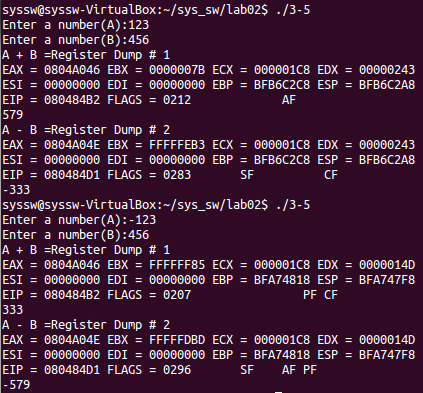 syssw@syssw-VirtualBox:~/sys_sw/lab02$ ./3-5
Enter a number(A):123
Enter a number(B):456
A + B =Register Dump # 1
EAX = 0804A046 EBX = 0000007B ECX = 000001C8 EDX = 00000243
ESI = 00000000 EDI = 00000000 EBP = BFB6C2C8 ESP = BFB6C2A8
EIP = 080484B2 FLAGS = 0212             AF
579
A - B =Register Dump # 2
EAX = 0804A04E EBX = FFFFFEB3 ECX = 000001C8 EDX = 00000243
ESI = 00000000 EDI = 00000000 EBP = BFB6C2C8 ESP = BFB6C2A8
EIP = 080484D1 FLAGS = 0283       SF          CF
-333
syssw@syssw-VirtualBox:~/sys_sw/lab02$ ./3-5
Enter a number(A):-123
Enter a number(B):456
A + B =Register Dump # 1
EAX = 0804A046 EBX = FFFFFF85 ECX = 000001C8 EDX = 0000014D
ESI = 00000000 EDI = 00000000 EBP = BFA74818 ESP = BFA747F8
EIP = 080484B2 FLAGS = 0207                PF CF
333
A - B =Register Dump # 2
EAX = 0804A04E EBX = FFFFFDBD ECX = 000001C8 EDX = 0000014D
ESI = 00000000 EDI = 00000000 EBP = BFA74818 ESP = BFA747F8
EIP = 080484D1 FLAGS = 0296       SF    AF PF
-579